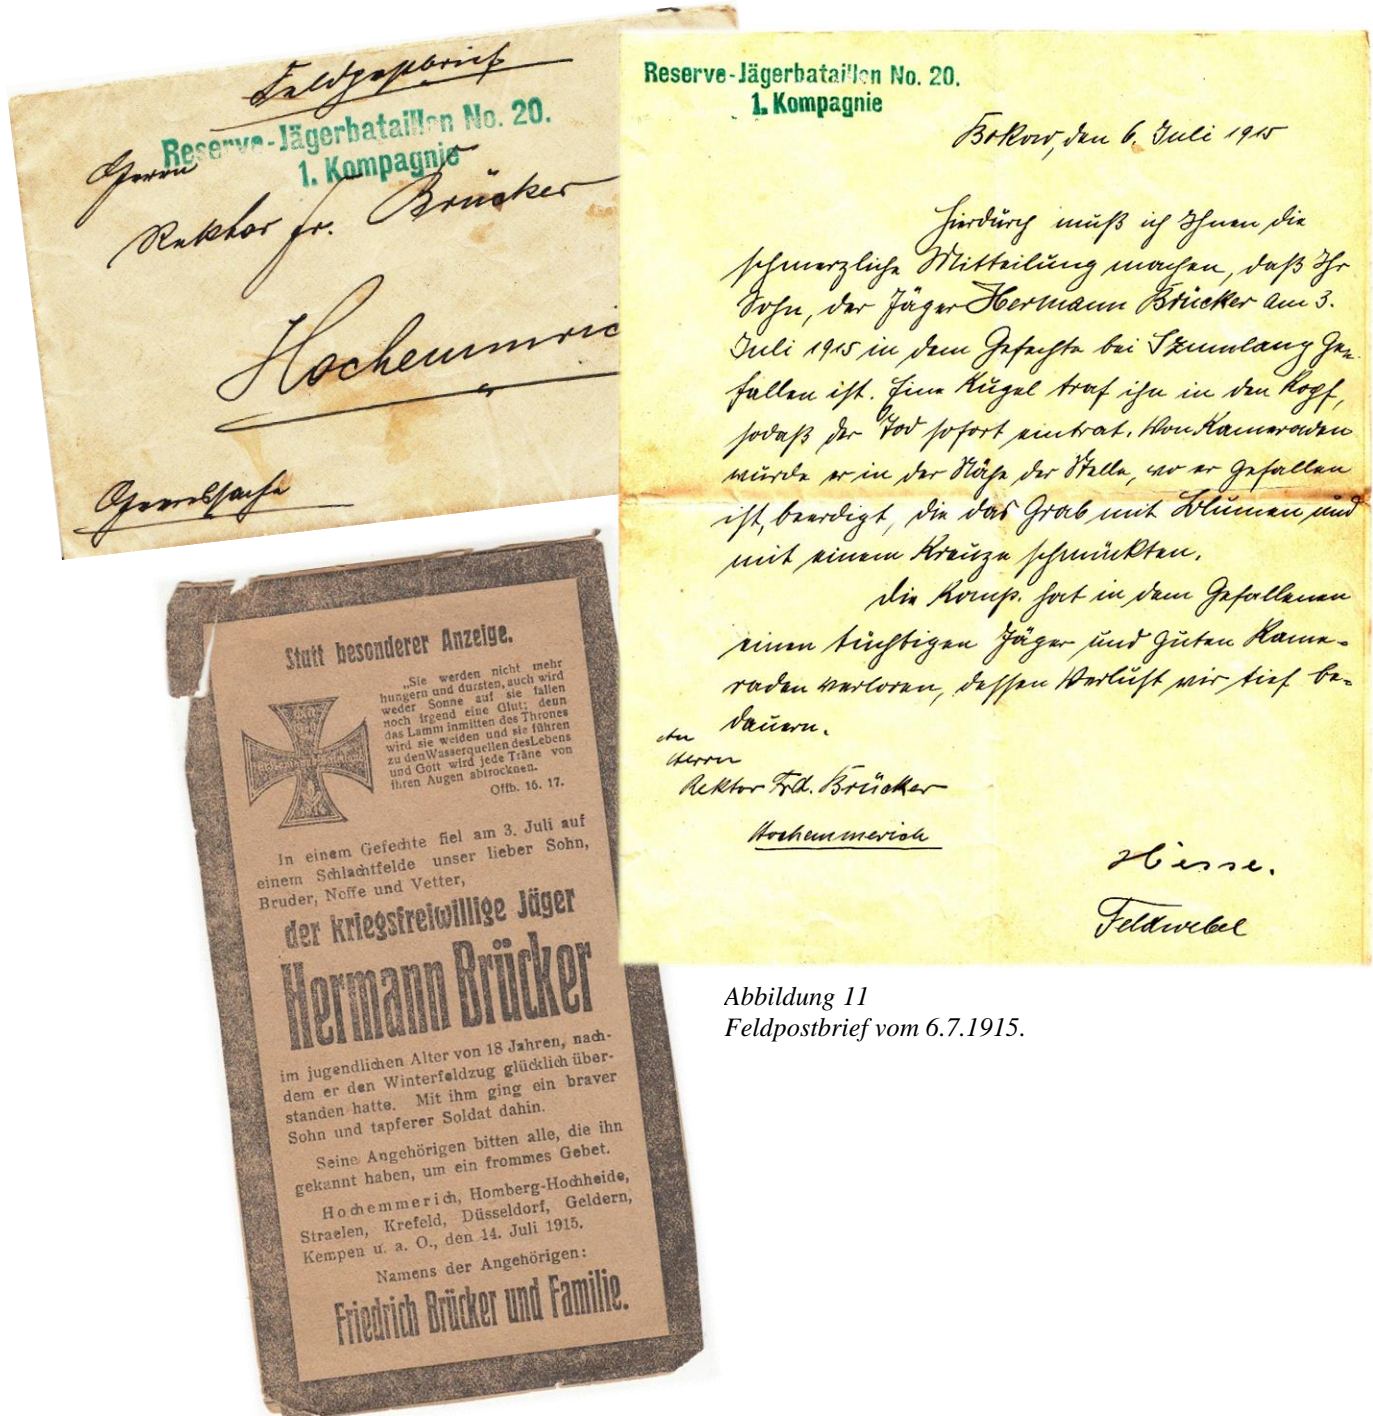 Feldpostbrief
Reserve-Jägerbataillon No. 20.
1. Kompagnie
Herrn
Rektor Fr. Brücker
Hochemmeric
Heeressache
Reserve-Jägerbataillon No. 20.
1. Kompagnie
Bokow, den 6. Juli 1915
Hierdurch muß ich Ihnen die
schmerzliche Mitteilung machen, daß Ihr
Sohn, der Jäger Hermann Brücker am 3.
Juli 1915 in dem Gefechte bei Szumlang ge-
fallen ist. Eine Kugel traf ihn in den Kopf,
sodaß der Tod sofort eintrat. Von Kameraden
wurde er in der Nähe der Stelle, wo er gefallen
ist, beerdigt, die das Grab mit Blumen und
mit einem Kreuze schmückten.
Die Komp. hat in dem Gefallenen
einen tüchtigen Jäger und guten Kame-
raden verloren, dessen Verlust wir tief be-
dauern.
An
Herrn
Rektor Frd. Brücker
Hochemmerich
Hesse.
Feldwebel
Statt besonderer Anzeige.
„Sie werden nicht mehr
hungern und dursten, auch wird
weder Sonne auf sie fallen
noch irgend eine Glut; denn
das Lamm inmitten des Thrones
wird sie weiden und sie führen
zu den Wasserquellen des Lebens
und Gott wird jede Träne von
ihren Augen abtrocknen.
Offb. 16. 17.
In einem Gefechte fiel am 3. Juli auf
einem Schlachtfelde unser lieber Sohn,
Bruder, Neffe und Vetter,
der kriegsfreiwillige Jäger
Hermann Brücker
im jugendlichen Alter von 18 Jahren, nach-
dem er den Winterfeldzug glücklich über-
standen hatte. Mit ihm ging ein braver
Sohn und tapferer Soldat dahin.
Seine Angehörigen bitten alle, die ihn
gekannt haben, um ein frommes Gebet.
Hochemmerich, Homberg-Hochheide,
Straelen, Krefeld, Düsseldorf, Geldern,
Kempen u. a. O., den 14. Juli 1915.
Namens der Angehörigen:
Friedrich Brücker und Familie.
Abbildung 11
Feldpostbrief vom 6.7.1915.